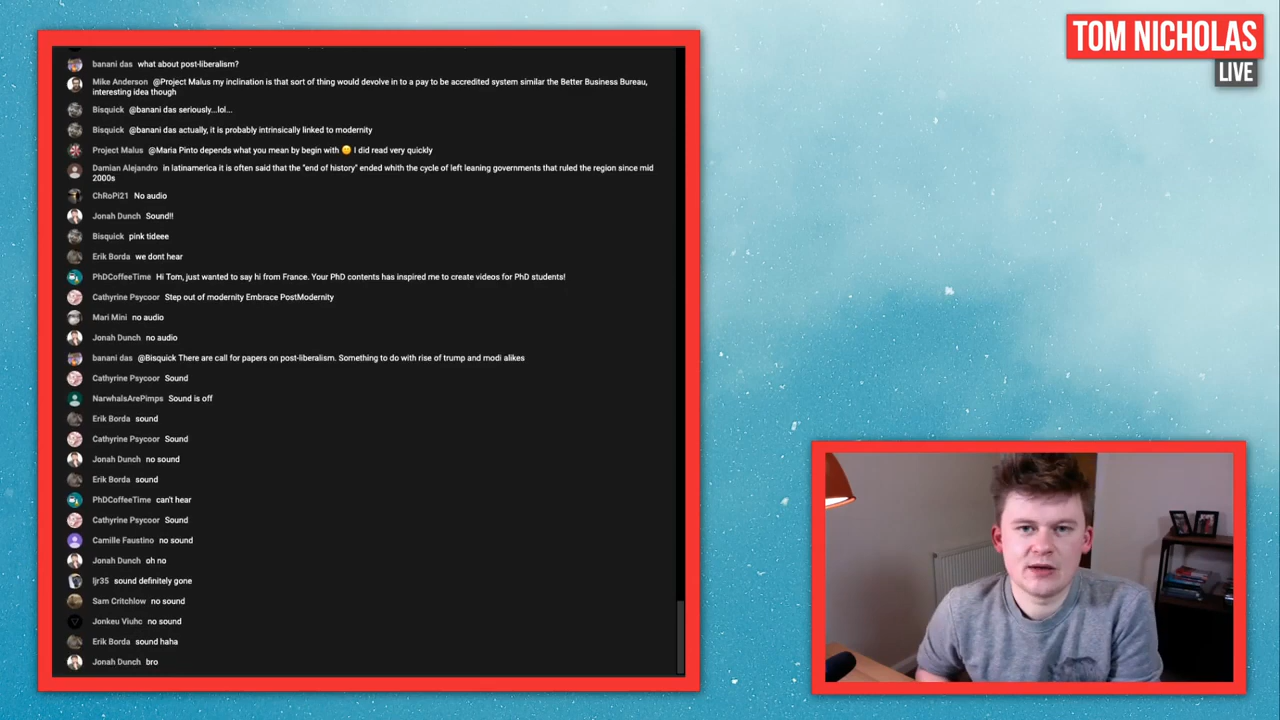 TOM NICHOLAS
LIVE
banani das what about post-liberalism?
Mike Anderson @Project Malus my inclination is that sort of thing would devolve in to a pay to be accredited system similar the Better Business Bureau,
interesting idea though
Bisquick @banani das seriously...lol...
Bisquick @banani das actually, it is probably intrinsically linked to modernity
Project Malus @Maria Pinto depends what you mean by begin with 😊 I did read very quickly
Damian Alejandro in latinamerica it is often said that the "end of history" ended whith the cycle of left leaning governments that ruled the region since mid
2000s
ChRoPi21 No audio
Jonah Dunch Sound!!
Bisquick pink tideee
Erik Borda we dont hear
PhDCoffeeTime Hi Tom, just wanted to say hi from France. Your PhD contents has inspired me to create videos for PhD students!
Cathyrine Psycoor Step out of modernity Embrace PostModernity
Mari Mini no audio
Jonah Dunch no audio
banani das @Bisquick There are call for papers on post-liberalism. Something to do with rise of trump and modi alikes
Cathyrine Psycoor Sound
NarwhalsArePimps Sound is off
Erik Borda sound
Cathyrine Psycoor Sound
Jonah Dunch no sound
Erik Borda sound
PhDCoffeeTime can't hear
Cathyrine Psycoor Sound
Camille Faustino no sound
Jonah Dunch oh no
ljr35 sound definitely gone
Sam Critchlow no sound
Jonkeu Viuhc no sound
Erik Borda sound haha
Jonah Dunch bro